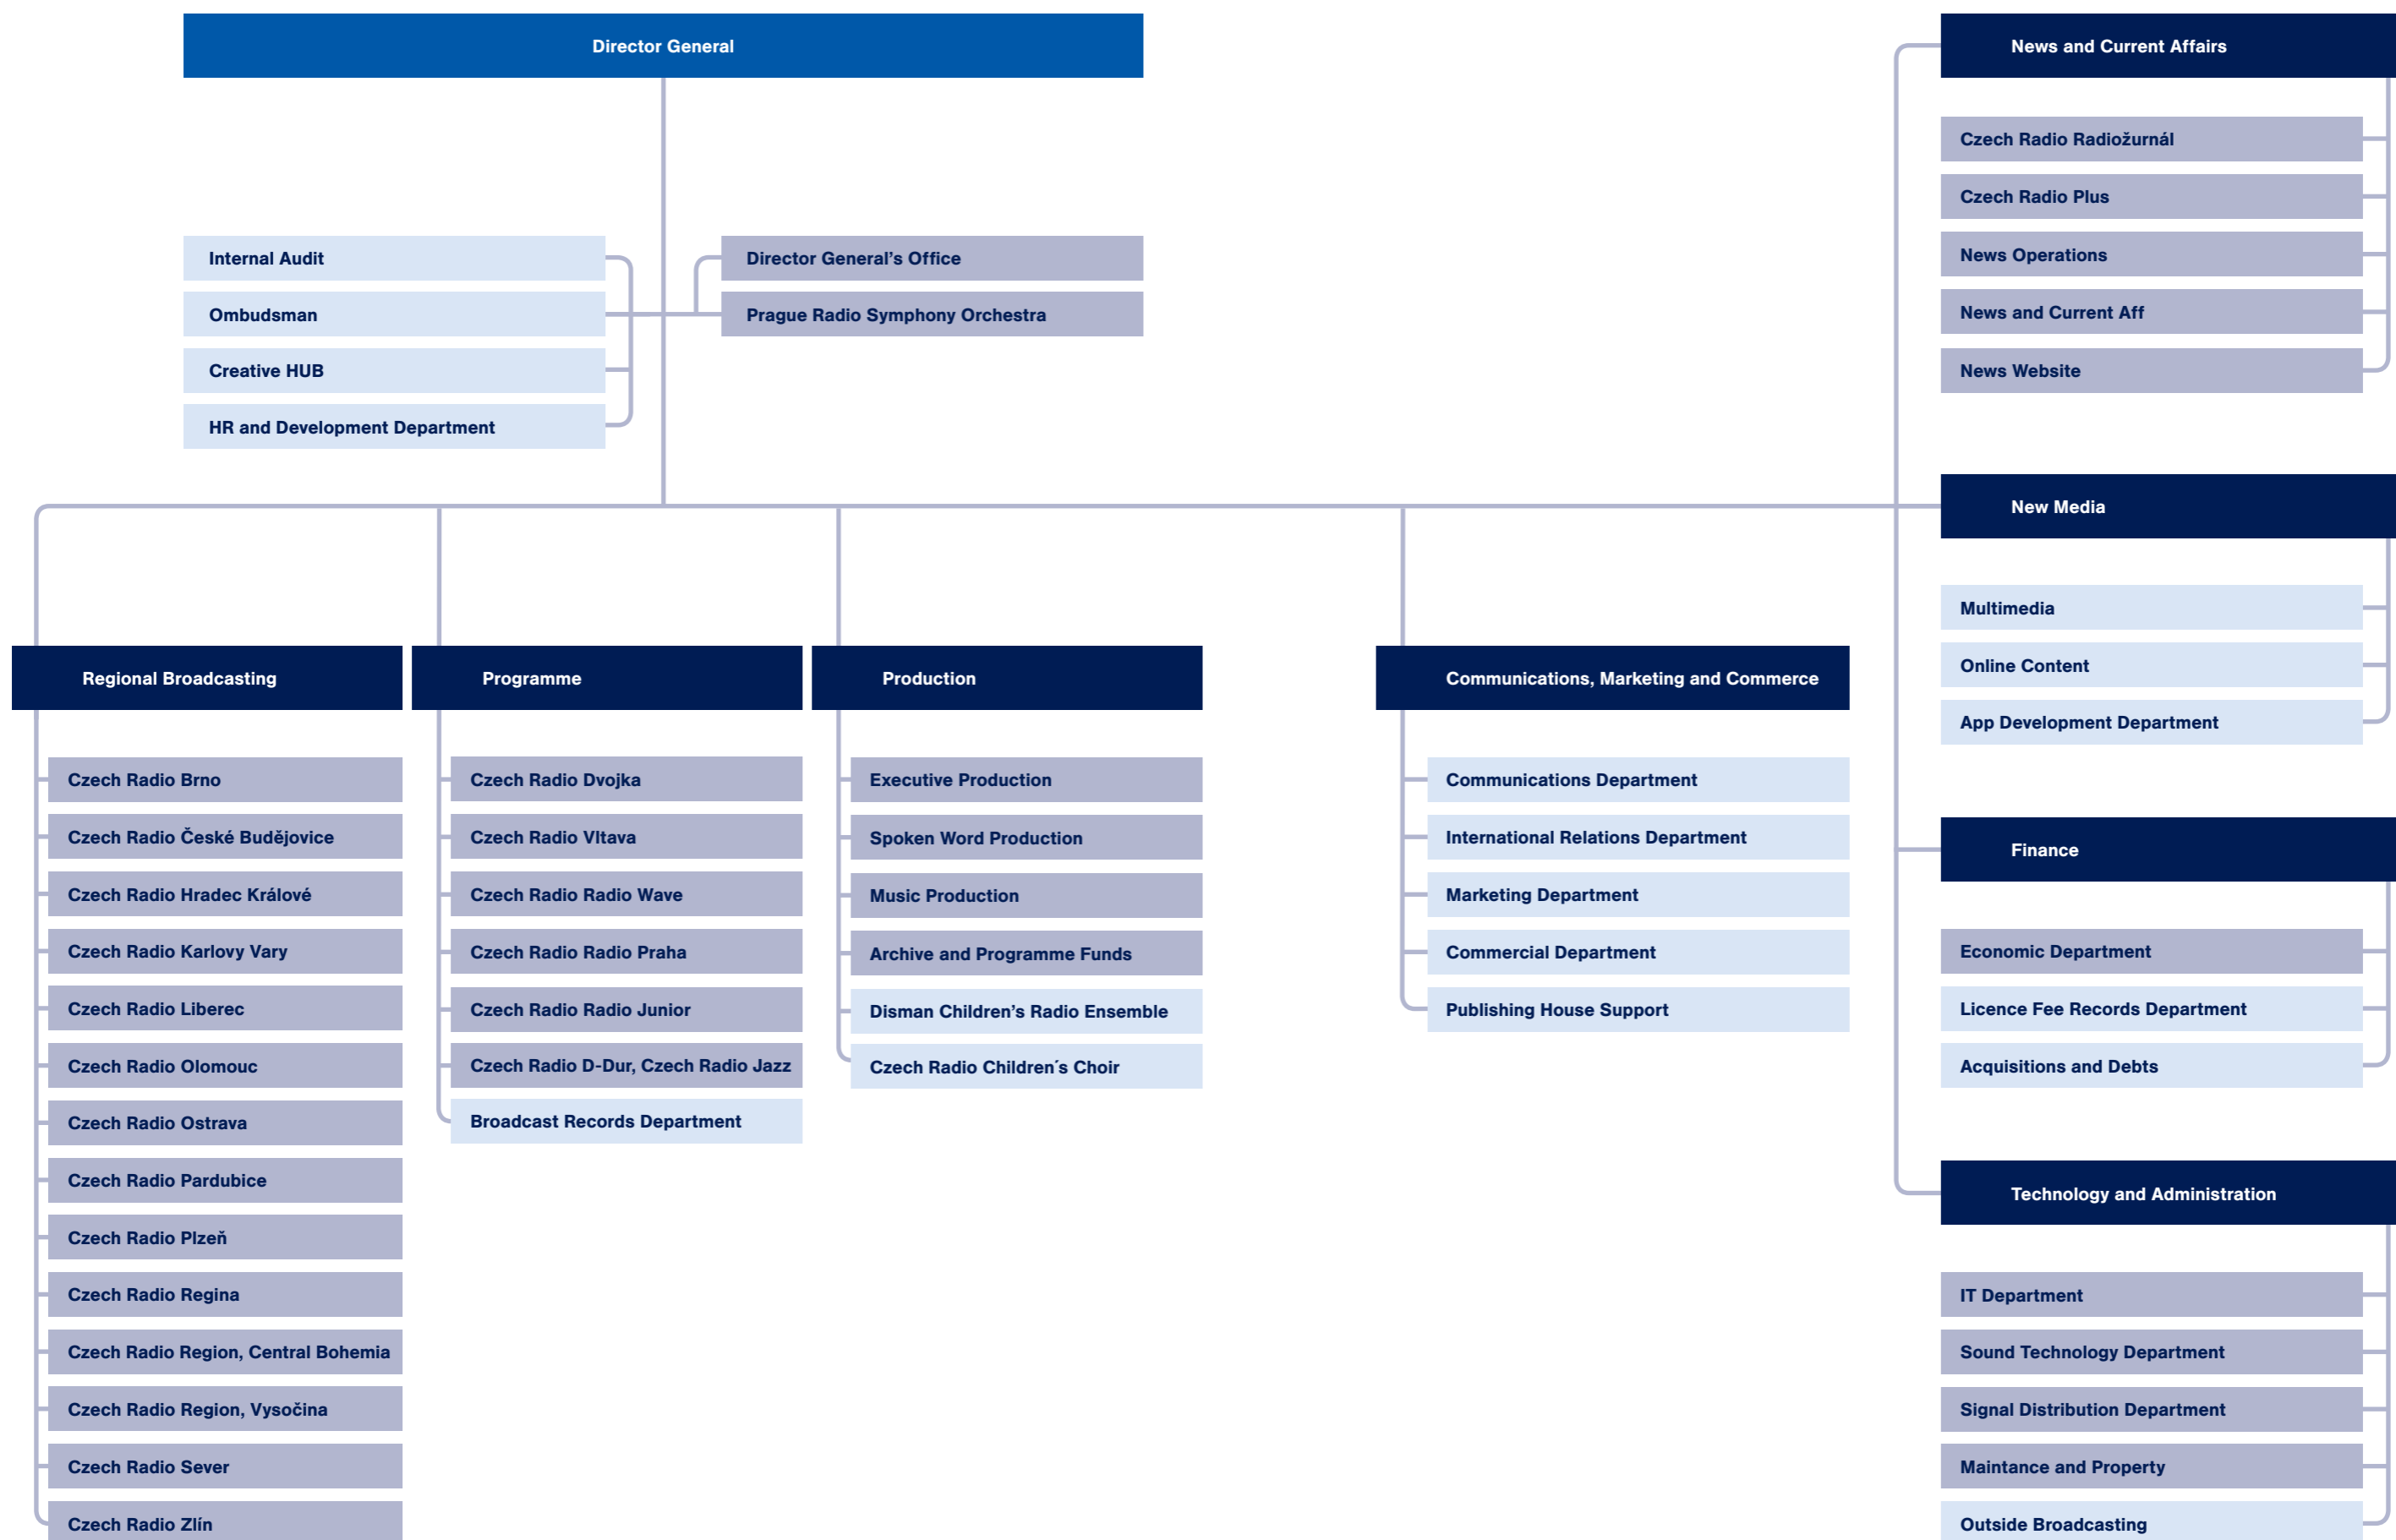 Director General
Internal Audit
Ombudsman
Creative HUB
HR and Development Department
Director General's Office
Prague Radio Symphony Orchestra
Regional Broadcasting
Czech Radio Brno
Czech Radio České Budějovice
Czech Radio Hradec Králové
Czech Radio Karlovy Vary
Czech Radio Liberec
Czech Radio Olomouc
Czech Radio Ostrava
Czech Radio Pardubice
Czech Radio Plzeň
Czech Radio Regina
Czech Radio Region, Central Bohemia
Czech Radio Region, Vysočina
Czech Radio Sever
Czech Radio Zlín
Programme
Czech Radio Dvojka
Czech Radio Vltava
Czech Radio Radio Wave
Czech Radio Radio Praha
Czech Radio Radio Junior
Czech Radio D-Dur, Czech Radio Jazz
Broadcast Records Department
Production
Executive Production
Spoken Word Production
Music Production
Archive and Programme Funds
Disman Children's Radio Ensemble
Czech Radio Children´s Choir
Communications, Marketing and Commerce
Communications Department
International Relations Department
Marketing Department
Commercial Department
Publishing House Support
News and Current Affairs
Czech Radio Radiožurnál
Czech Radio Plus
News Operations
News and Current Aff
News Website
New Media
Multimedia
Online Content
App Development Department
Finance
Economic Department
Licence Fee Records Department
Acquisitions and Debts
Technology and Administration
IT Department
Sound Technology Department
Signal Distribution Department
Maintance and Property
Outside Broadcasting